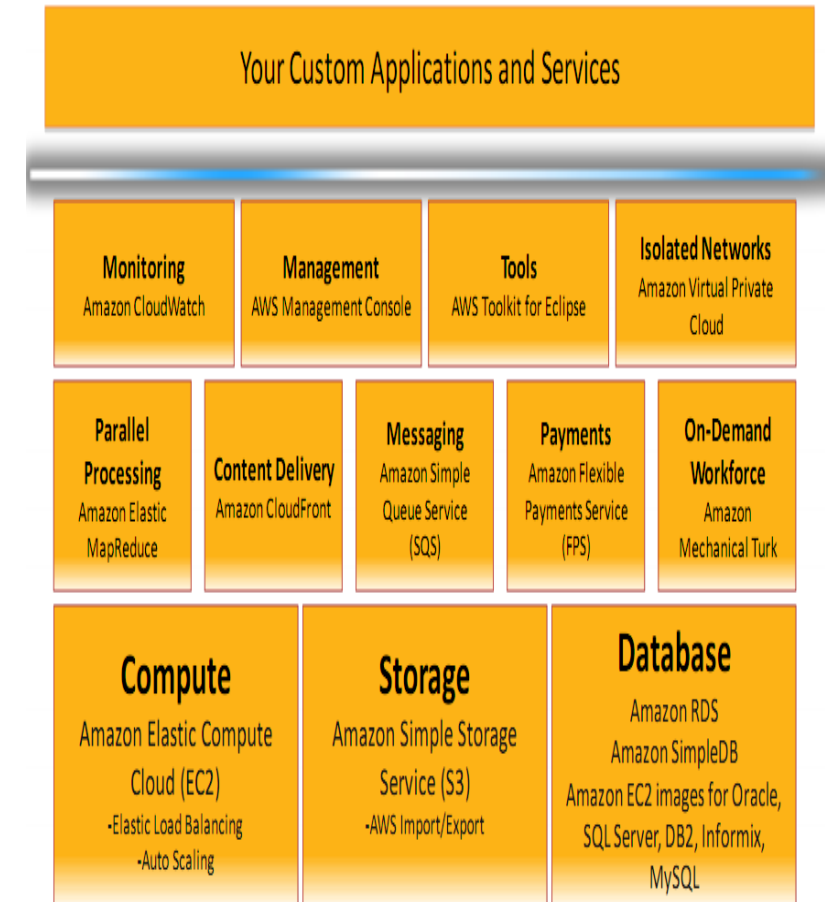 Your Custom Applications and Services
Monitoring
Amazon CloudWatch
Management
AWS Management Console
Tools
AWS Toolkit for Eclipse
Isolated Networks
Amazon Virtual Private
Cloud
Parallel
Processing
Amazon Elastic
MapReduce
Content Delivery
Amazon CloudFront
Messaging
Amazon Simple
Queue Service
(SQS)
Payments
Amazon Flexible
Payments Service
(FPS)
On-Demand
Workforce
Amazon
Mechanical Turk
Compute
Amazon Elastic Compute
Cloud (EC2)
-Elastic Load Balancing
-Auto Scaling
Storage
Amazon Simple Storage
Service (S3)
-AWS Import/Export
Database
Amazon RDS
Amazon SimpleDB
Amazon EC2 images for Oracle,
SQL Server, DB2, Informix,
MySQL